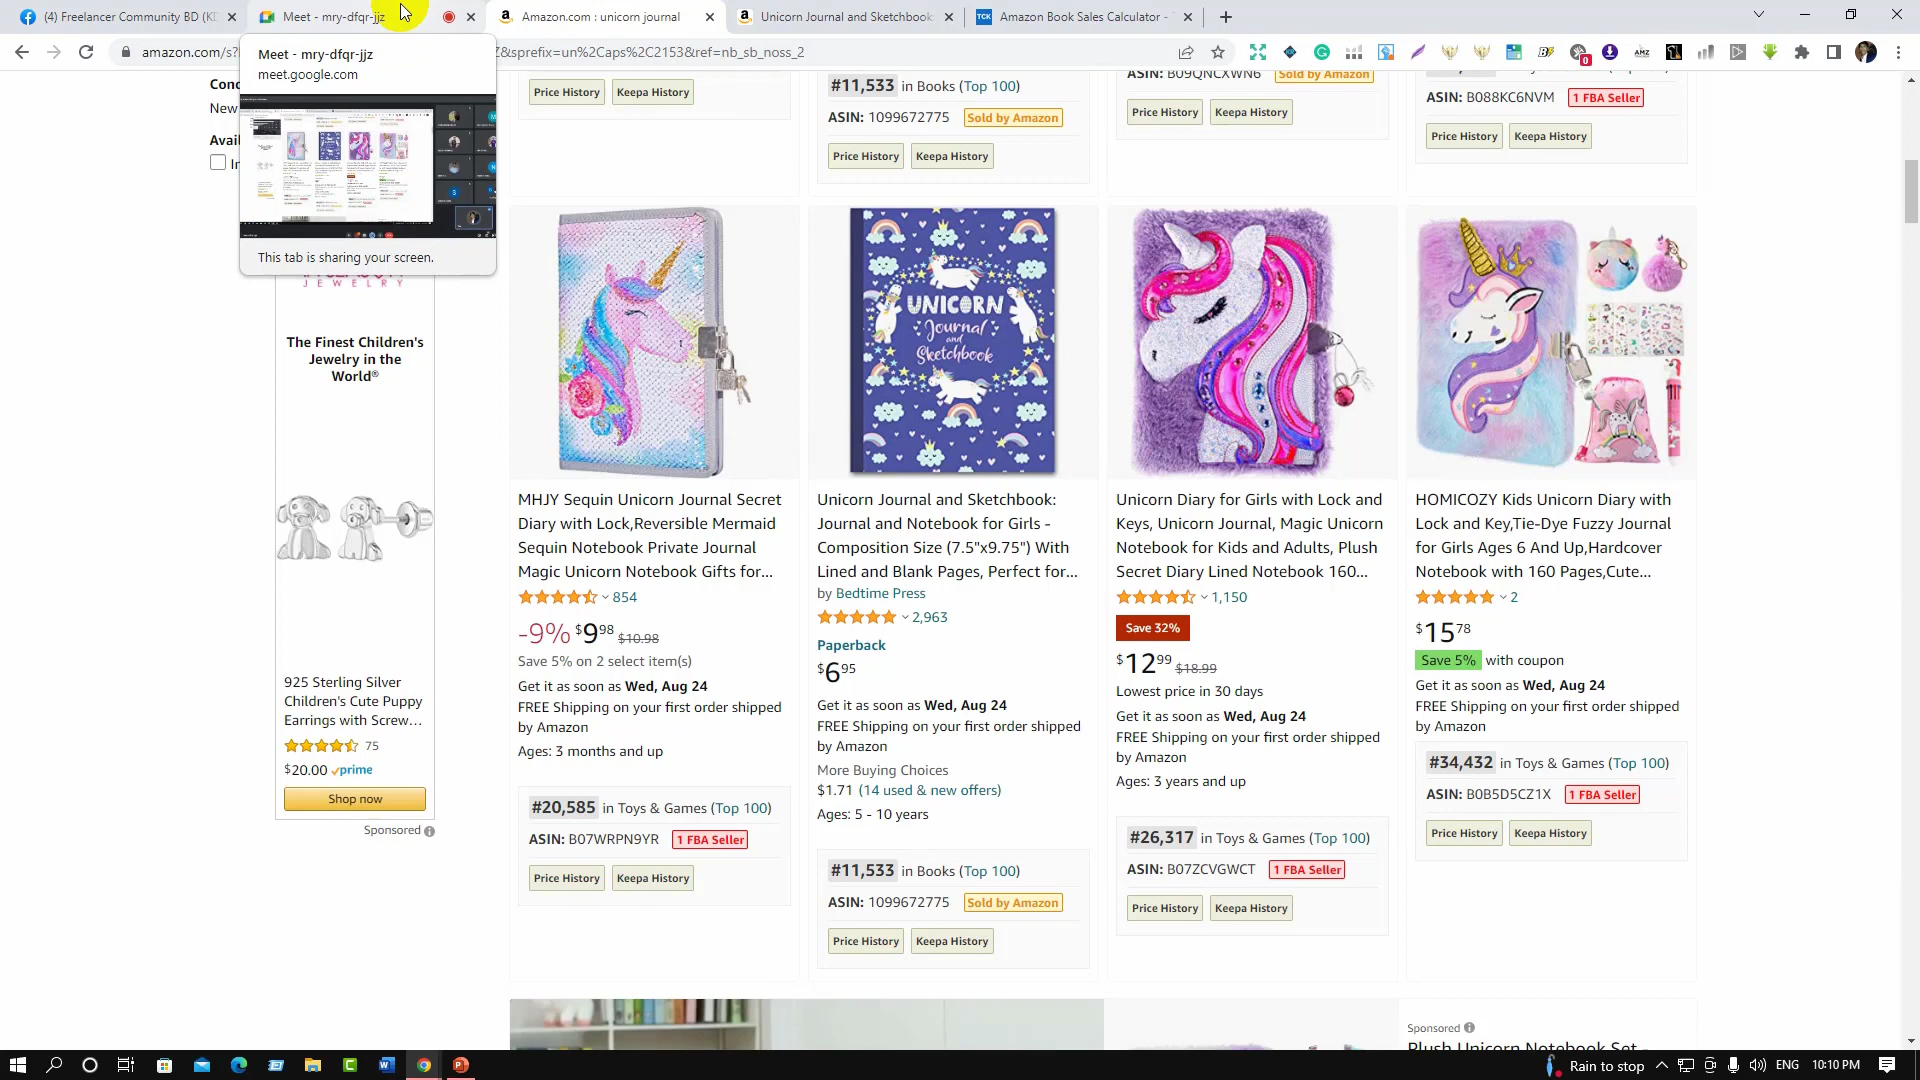 (4) Freelancer Community BD (KD
Meet - mry-dfqr-jjz
Amazon.com : unicorn journal
Unicorn Journal and Sketchbook
Amazon Book Sales Calculator -
amazon.com/s?
&sprefix=un%2Caps%2C2153&ref=nb_sb_noss_2
Meet - mry-dfqr-jjz
meet.google.com
This tab is sharing your screen.
New
Price History
Keepa History
#11,533 in Books (Top 100)
ASIN: 1099672775 Sold by Amazon
Price History
Keepa History
ASIN: B09QNCXWN6 Sold by Amazon
Price History
Keepa History
ASIN: B088KC6NVM 1 FBA Seller
Price History
Keepa History
JEWELRY
The Finest Children's
Jewelry in the
World®
925 Sterling Silver
Children's Cute Puppy
Earrings with Screw...
75
$20.00 prime
Shop now
Sponsored
UNICORN
Journal
and
Sketchbook
MHJY Sequin Unicorn Journal Secret
Diary with Lock,Reversible Mermaid
Sequin Notebook Private Journal
Magic Unicorn Notebook Gifts for...
854
-9% $9.98 $10.98
Save 5% on 2 select item(s)
Get it as soon as Wed, Aug 24
FREE Shipping on your first order shipped
by Amazon
Ages: 3 months and up
#20,585 in Toys & Games (Top 100)
ASIN: B07WRPN9YR 1 FBA Seller
Price History
Keepa History
Unicorn Journal and Sketchbook:
Journal and Notebook for Girls -
Composition Size (7.5"x9.75") With
Lined and Blank Pages, Perfect for...
by Bedtime Press
2,963
Paperback
$6.95
Get it as soon as Wed, Aug 24
FREE Shipping on your first order shipped
by Amazon
More Buying Choices
$1.71 (14 used & new offers)
Ages: 5 - 10 years
#11,533 in Books (Top 100)
ASIN: 1099672775 Sold by Amazon
Price History
Keepa History
Unicorn Diary for Girls with Lock and
Keys, Unicorn Journal, Magic Unicorn
Notebook for Kids and Adults, Plush
Secret Diary Lined Notebook 160...
1,150
Save 32%
$12.99 $18.99
Lowest price in 30 days
Get it as soon as Wed, Aug 24
FREE Shipping on your first order shipped
by Amazon
Ages: 3 years and up
#26,317 in Toys & Games (Top 100)
ASIN: B07ZCVGWCT 1 FBA Seller
Price History
Keepa History
HOMICOZY Kids Unicorn Diary with
Lock and Key,Tie-Dye Fuzzy Journal
for Girls Ages 6 And Up,Hardcover
Notebook with 160 Pages,Cute...
2
$15.78
Save 5% with coupon
Get it as soon as Wed, Aug 24
FREE Shipping on your first order shipped
by Amazon
#34,432 in Toys & Games (Top 100)
ASIN: B0B5D5CZ1X 1 FBA Seller
Price History
Keepa History
Sponsored
Plush Unicorn Notebook Set -
Rain to stop
ENG
10:10 PM